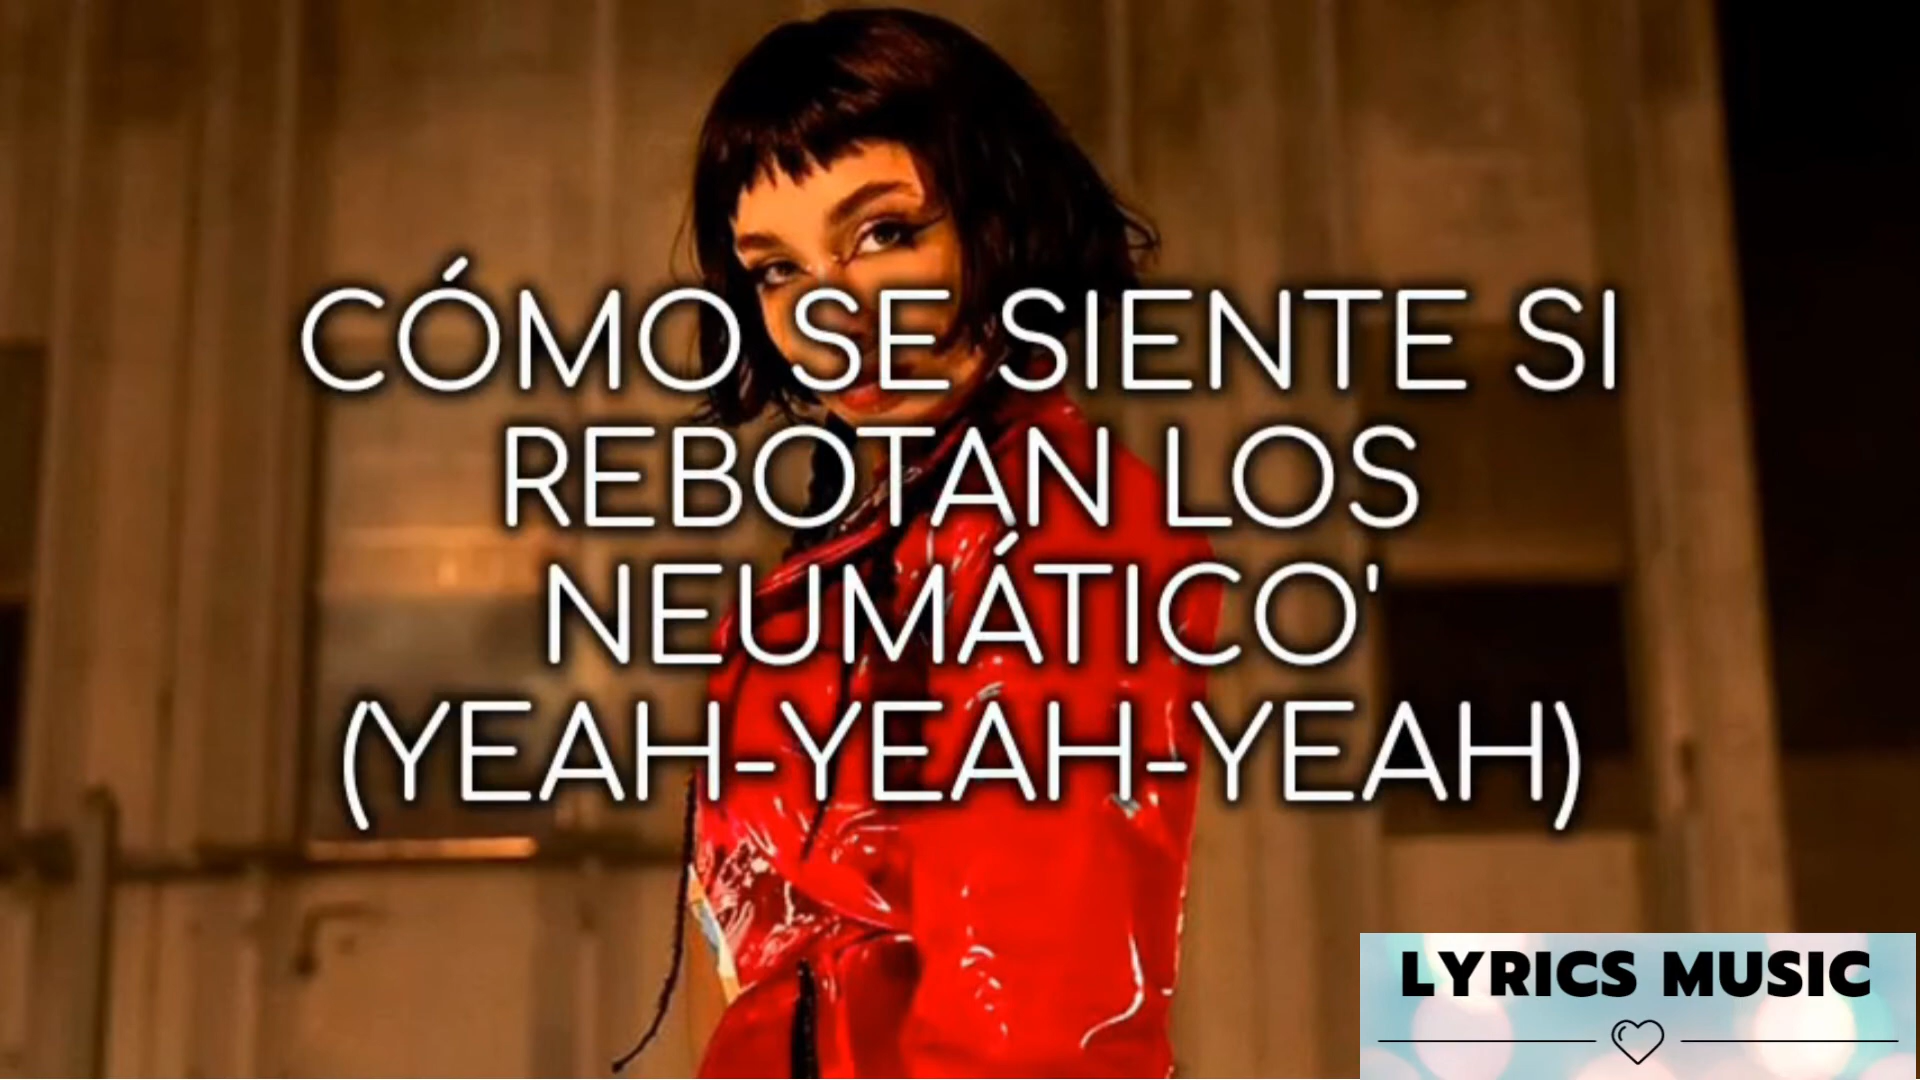 CÓMO SE SIENTE SI
REBOTAN LOS
NEUMÁTICO'
(YEAH-YEAH-YEAH)
LYRICS MUSIC